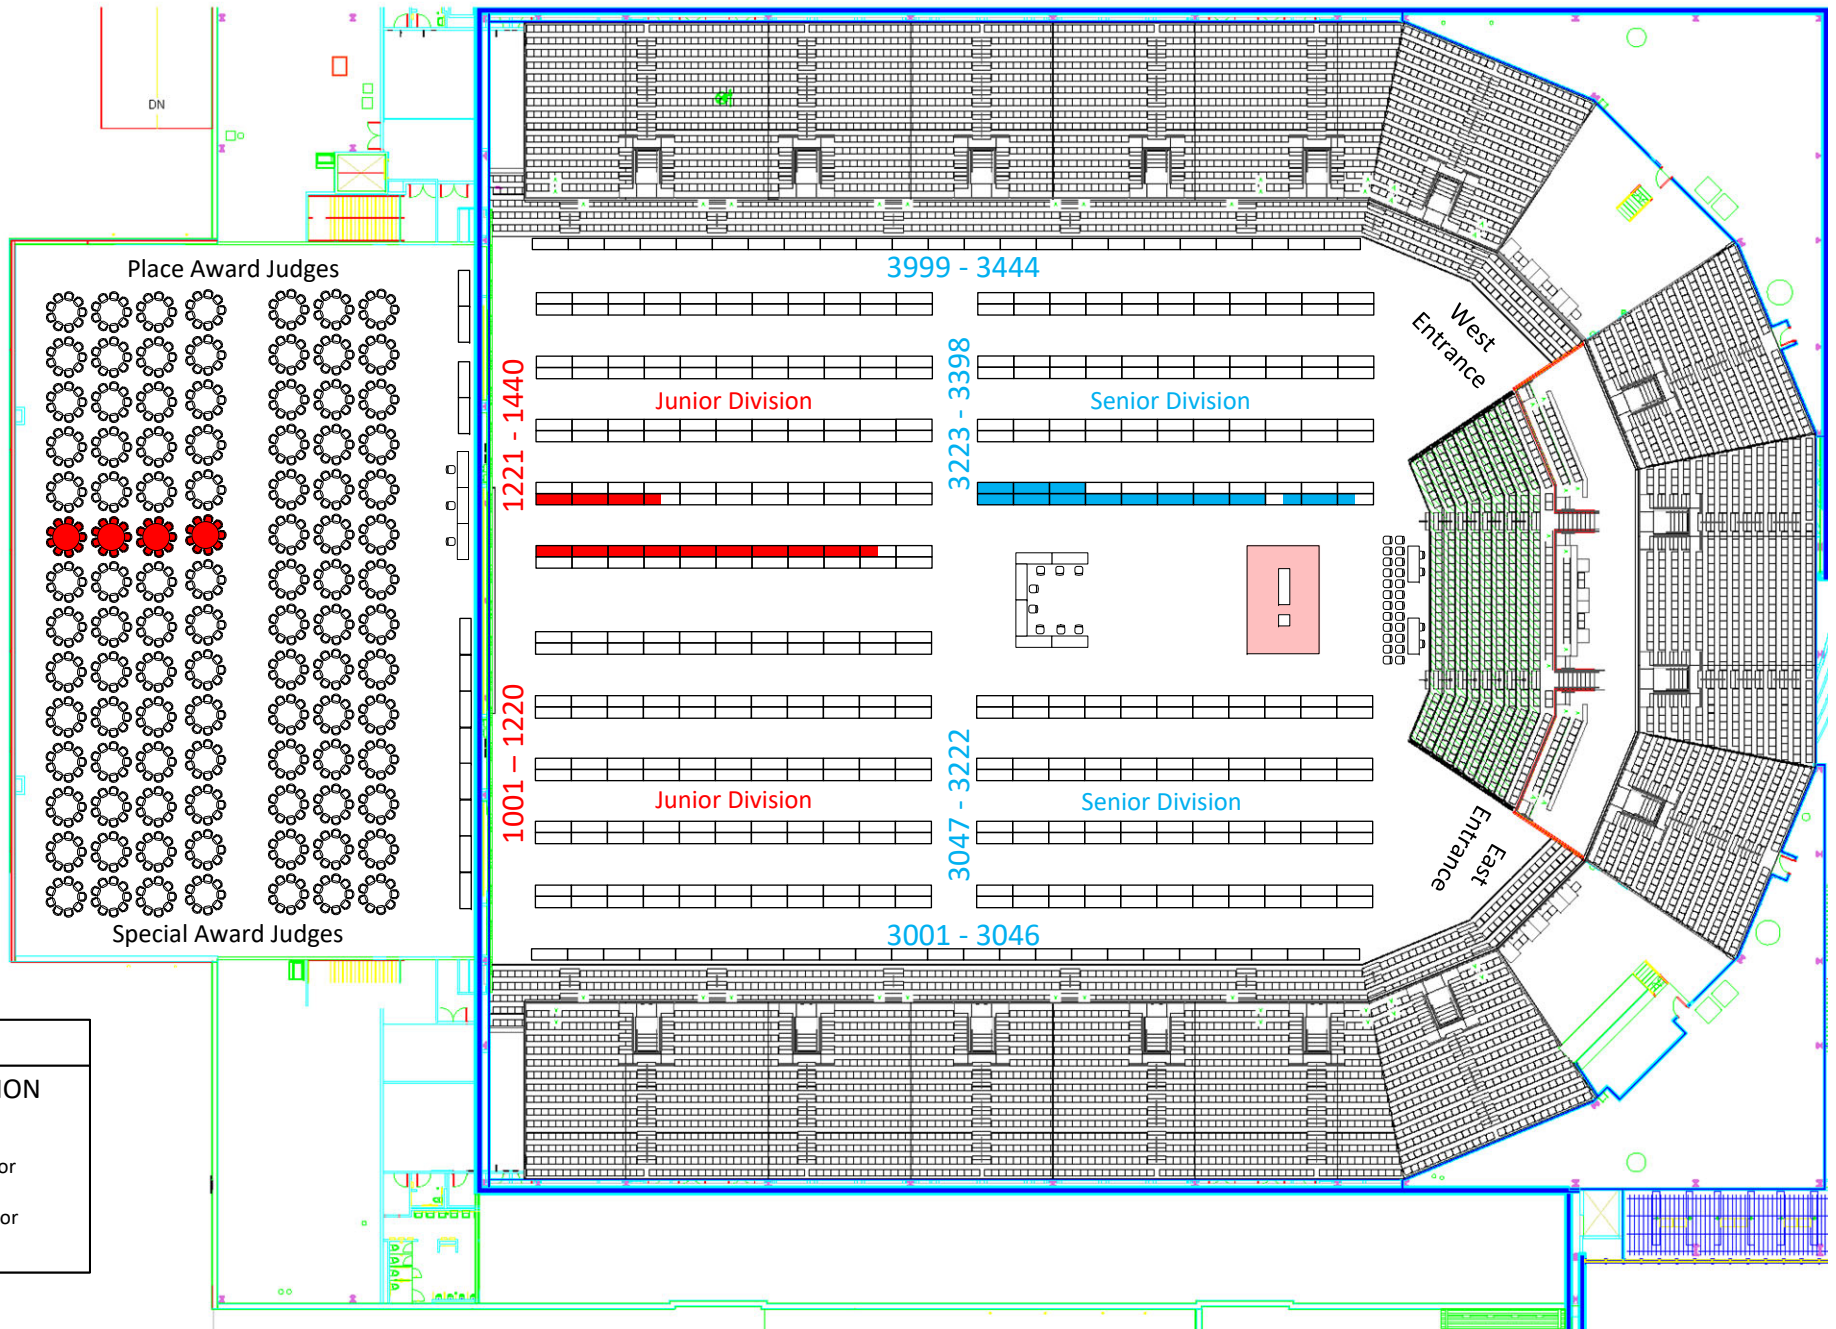 DN
Place Award Judges
3999 - 3444
West
Entrance
1221 - 1440
Junior Division
3223 - 3398
Senior Division
1001 – 1220
Junior Division
3047 - 3222
Senior Division
East
Entrance
Special Award Judges
3001 - 3046
ION
or
or